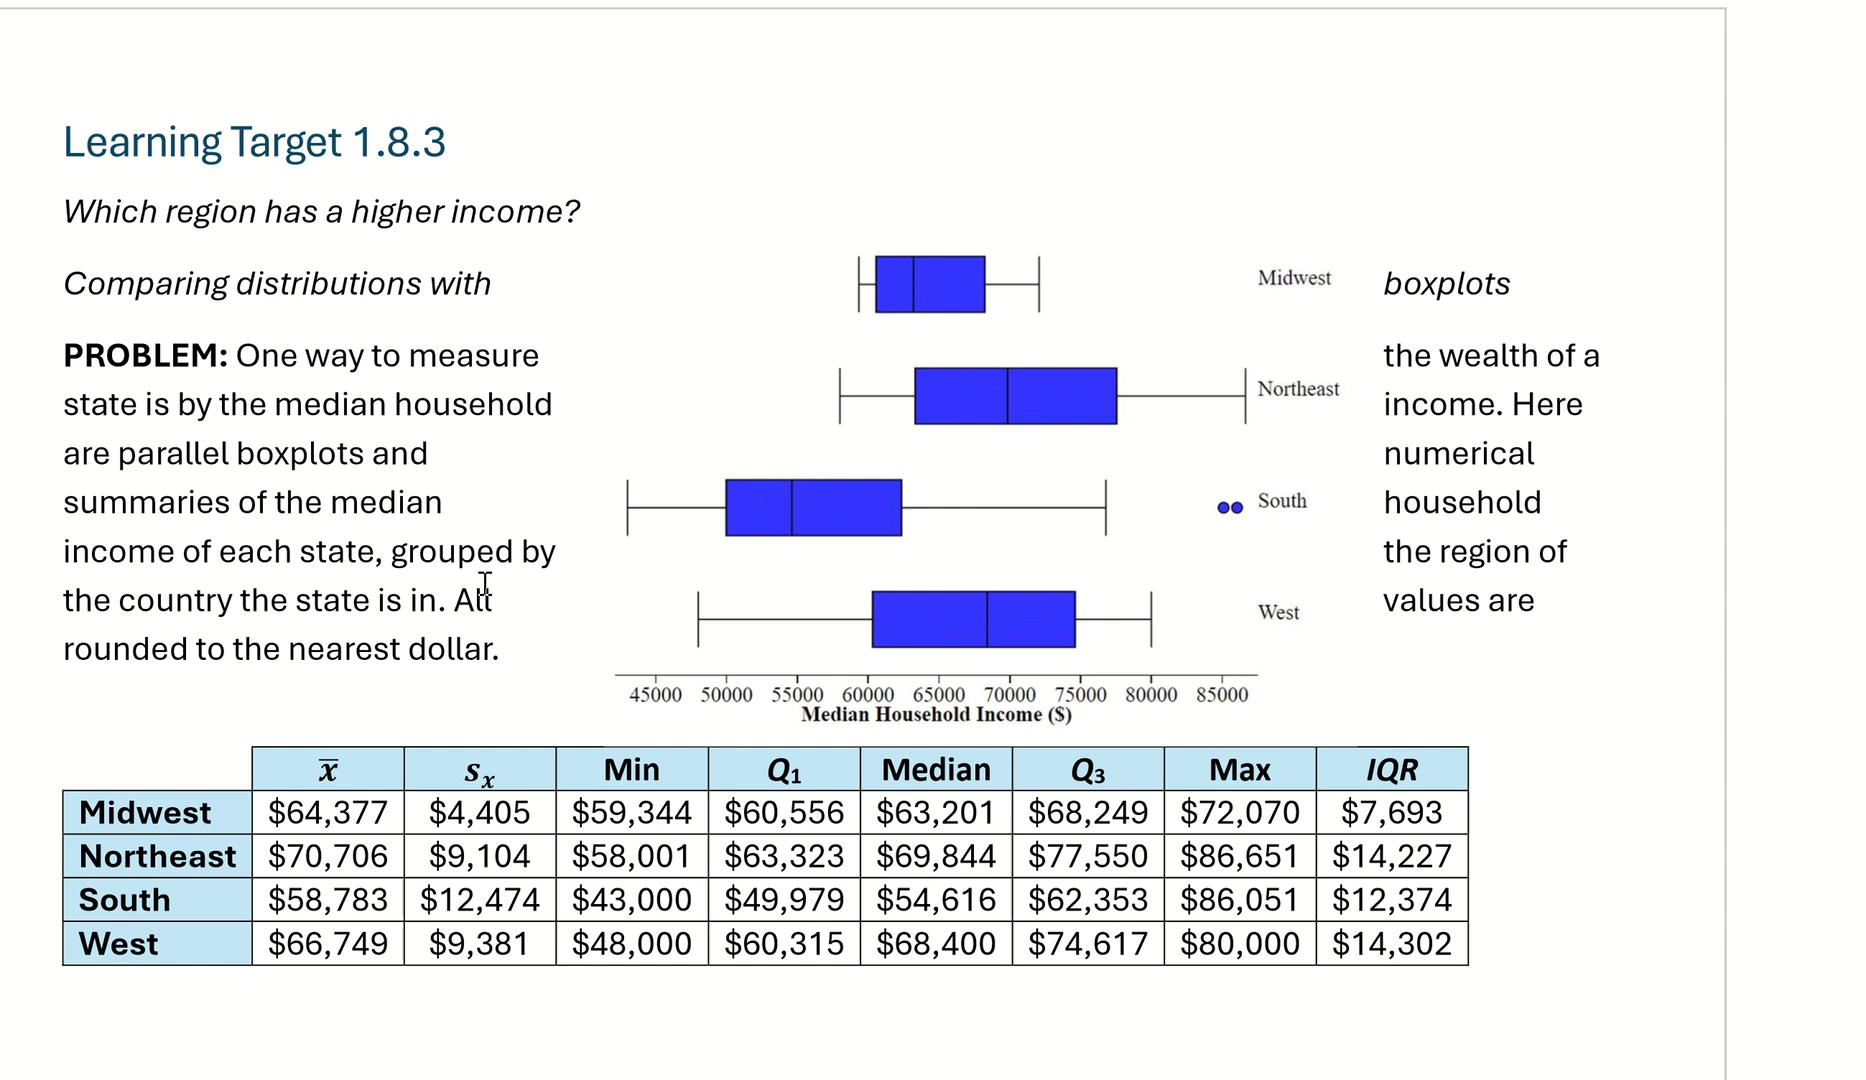 Learning Target 1.8.3
Which region has a higher income?
Comparing distributions with boxplots
PROBLEM: One way to measure the wealth of a
state is by the median household income. Here
are parallel boxplots and numerical
summaries of the median household
income of each state, grouped by the region of
the country the state is in. All values are
rounded to the nearest dollar.
Midwest
Northeast
South
West
45000 50000 55000 60000 65000 70000 75000 80000 85000
Median Household Income ($)
x̅ sₓ Min Q₁ Median Q₃ Max IQR
Midwest $64,377 $4,405 $59,344 $60,556 $63,201 $68,249 $72,070 $7,693
Northeast $70,706 $9,104 $58,001 $63,323 $69,844 $77,550 $86,651 $14,227
South $58,783 $12,474 $43,000 $49,979 $54,616 $62,353 $86,051 $12,374
West $66,749 $9,381 $48,000 $60,315 $68,400 $74,617 $80,000 $14,302